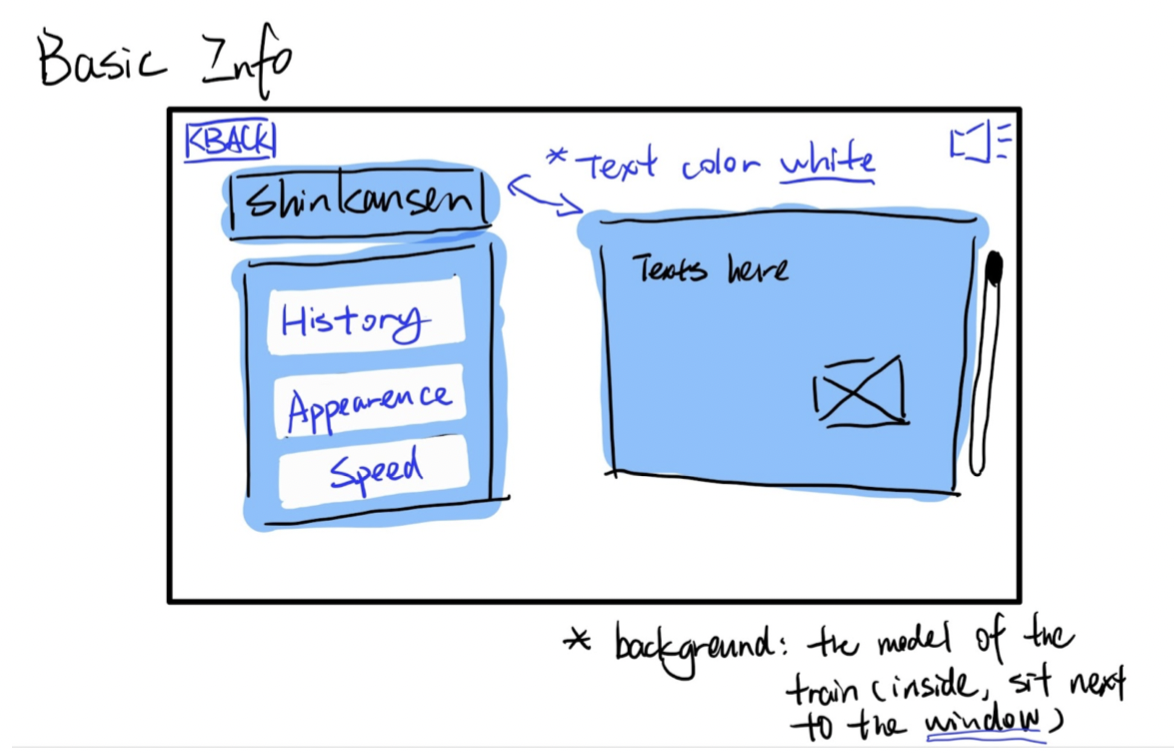 Basic Info
<BACK
* Text color white
Shinkansen
Texts here
History
Appearence
Speed
* background: the model of the
train (inside, sit next
to the window)